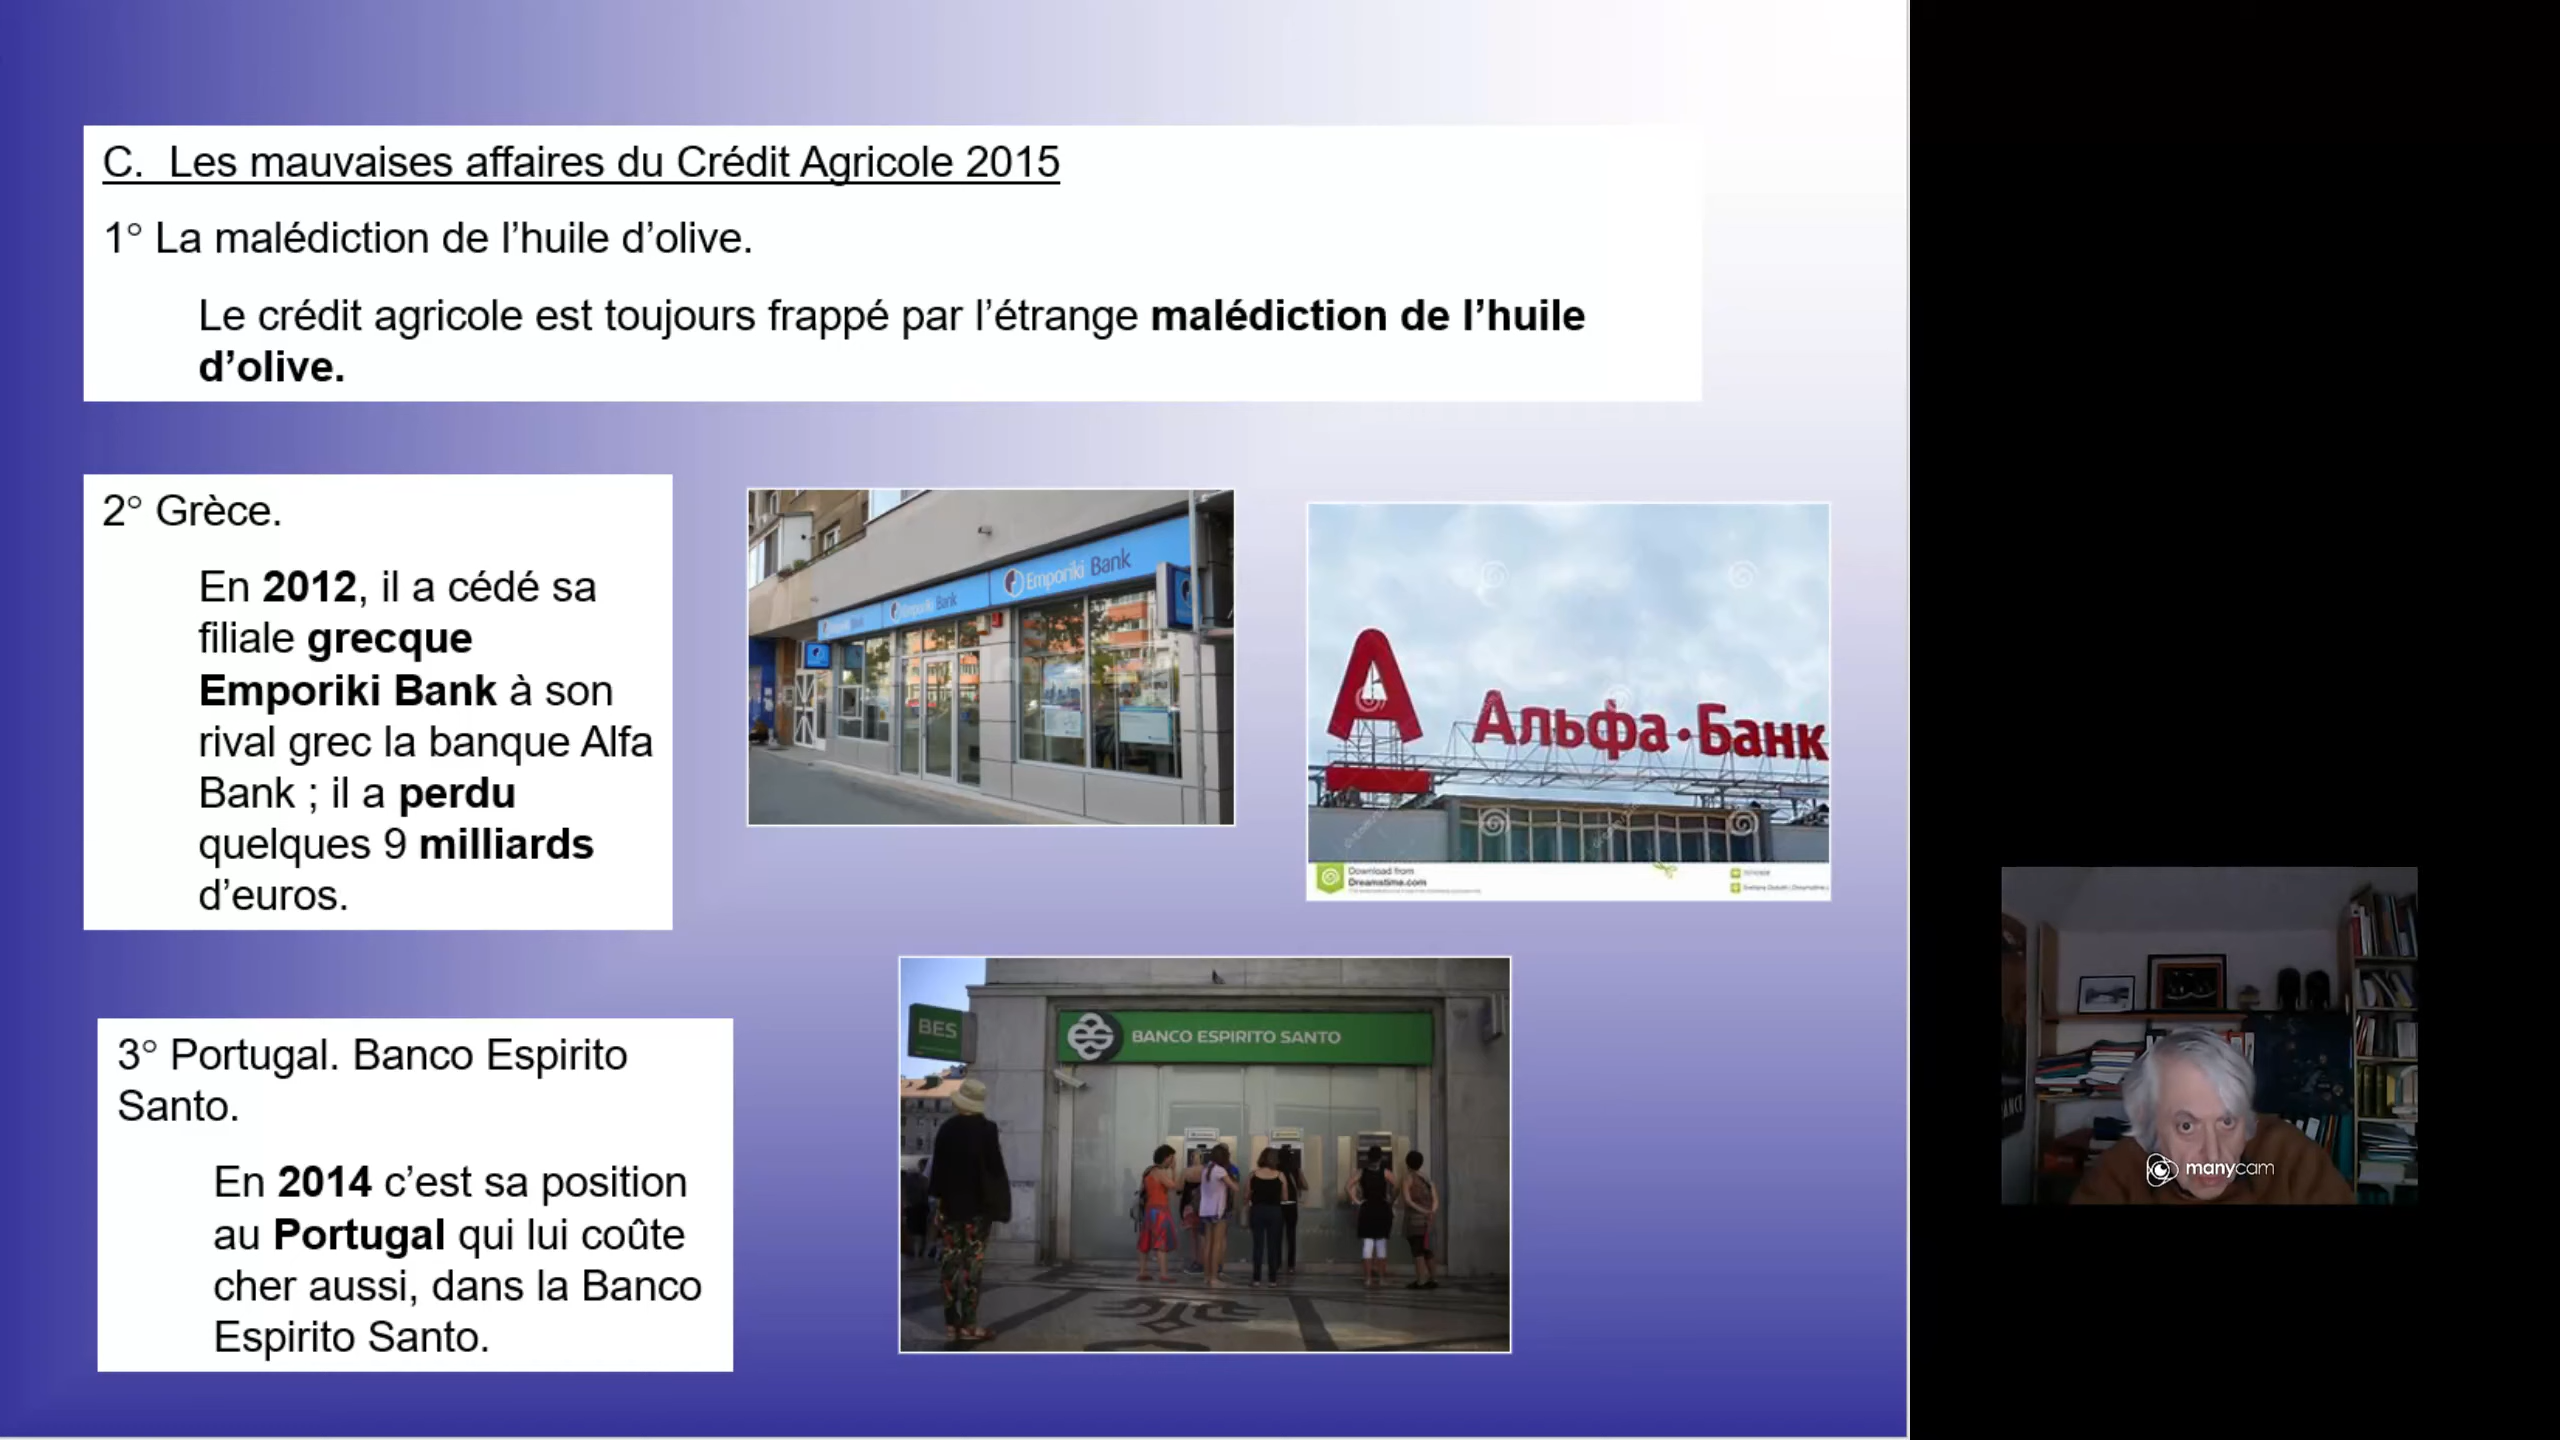 C. Les mauvaises affaires du Crédit Agricole 2015
1° La malédiction de l’huile d’olive.
Le crédit agricole est toujours frappé par l’étrange malédiction de l’huile
d’olive.
2° Grèce.
En 2012, il a cédé sa
filiale grecque
Emporiki Bank à son
rival grec la banque Alfa
Bank ; il a perdu
quelques 9 milliards
d’euros.
Emporiki Bank
Emporiki Bank
Альфа·Банк
Download from
Dreamstime.com
3° Portugal. Banco Espirito
Santo.
En 2014 c’est sa position
au Portugal qui lui coûte
cher aussi, dans la Banco
Espirito Santo.
BES
BANCO ESPIRITO SANTO
manycam